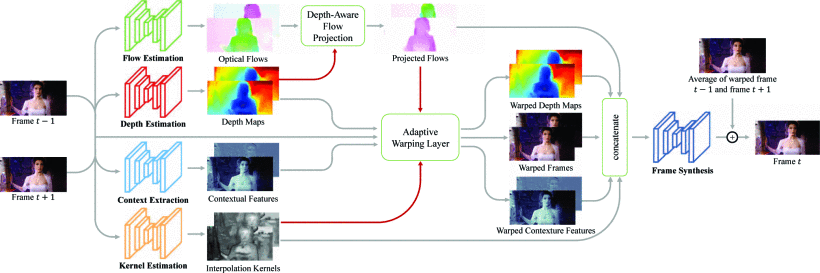 Frame t − 1
Frame t + 1
Flow Estimation
Depth Estimation
Context Extraction
Kernel Estimation
Optical Flows
Depth Maps
Contextual Features
Interpolation Kernels
Depth-Aware
Flow
Projection
Projected Flows
Adaptive
Warping Layer
Warped Depth Maps
Warped Frames
Warped Contexture Features
concatenate
Frame Synthesis
Average of warped frame
t − 1 and frame t + 1
+
Frame t